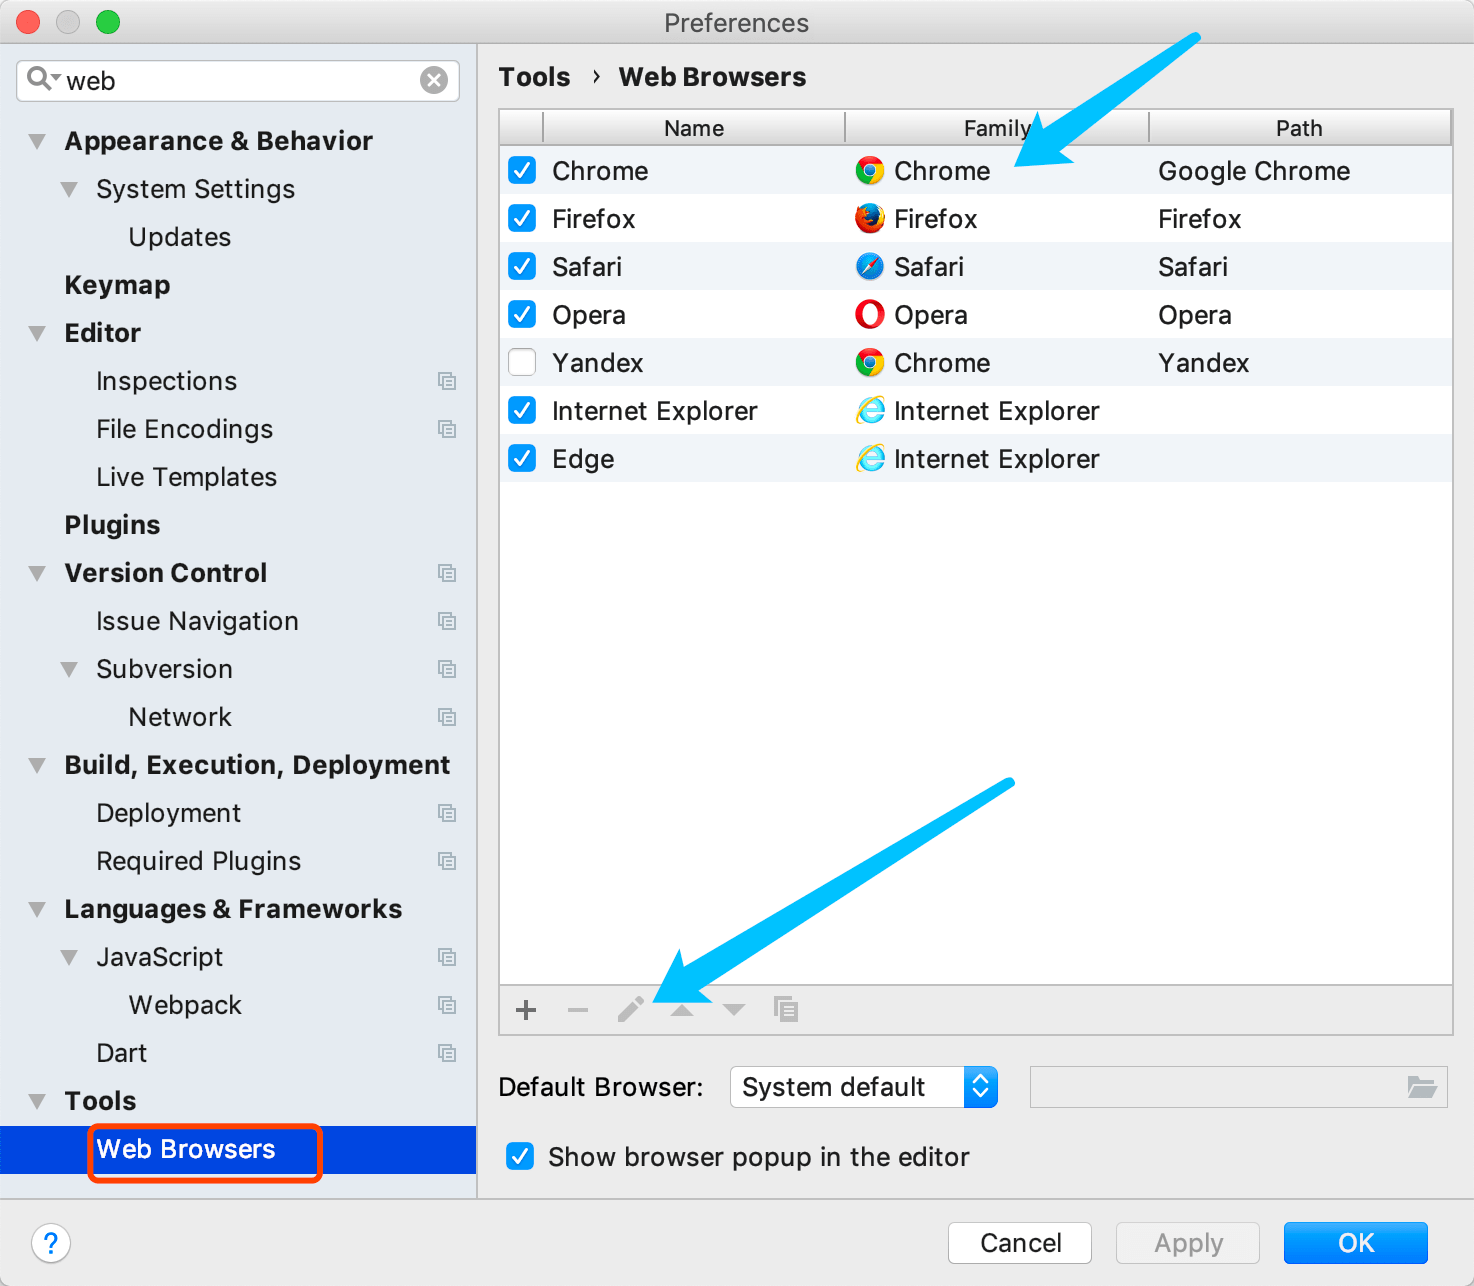 Preferences
web
Appearance & Behavior
System Settings
Updates
Keymap
Editor
Inspections
File Encodings
Live Templates
Plugins
Version Control
Issue Navigation
Subversion
Network
Build, Execution, Deployment
Deployment
Required Plugins
Languages & Frameworks
JavaScript
Webpack
Dart
Tools
Web Browsers
Tools › Web Browsers
Name Family Path
Chrome Chrome Google Chrome
Firefox Firefox Firefox
Safari Safari Safari
Opera Opera Opera
Yandex Chrome Yandex
Internet Explorer Internet Explorer
Edge Internet Explorer
Default Browser: System default
Show browser popup in the editor
? Cancel Apply OK